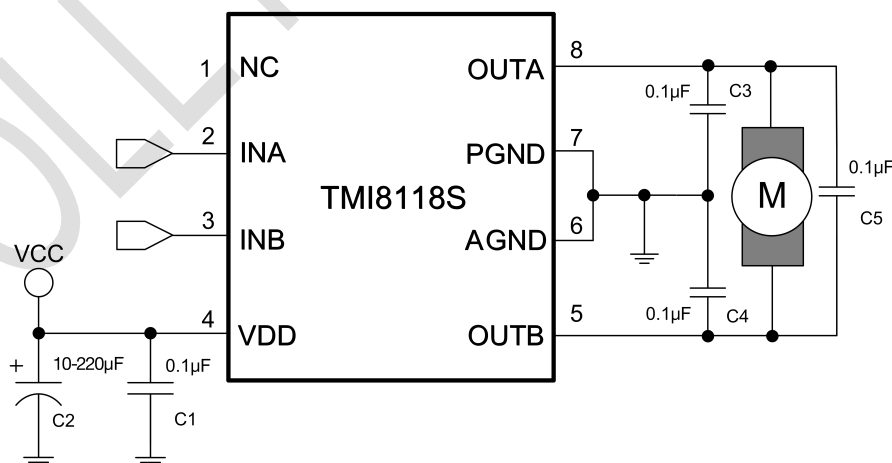 8
1 NC OUTA
0.1µF C3
2 7
INA PGND
0.1µF
TMI8118S M
3 6 C5
INB AGND
VCC
0.1µF C4
4 5
VDD OUTB
+ 10-220µF 0.1µF
C2 C1